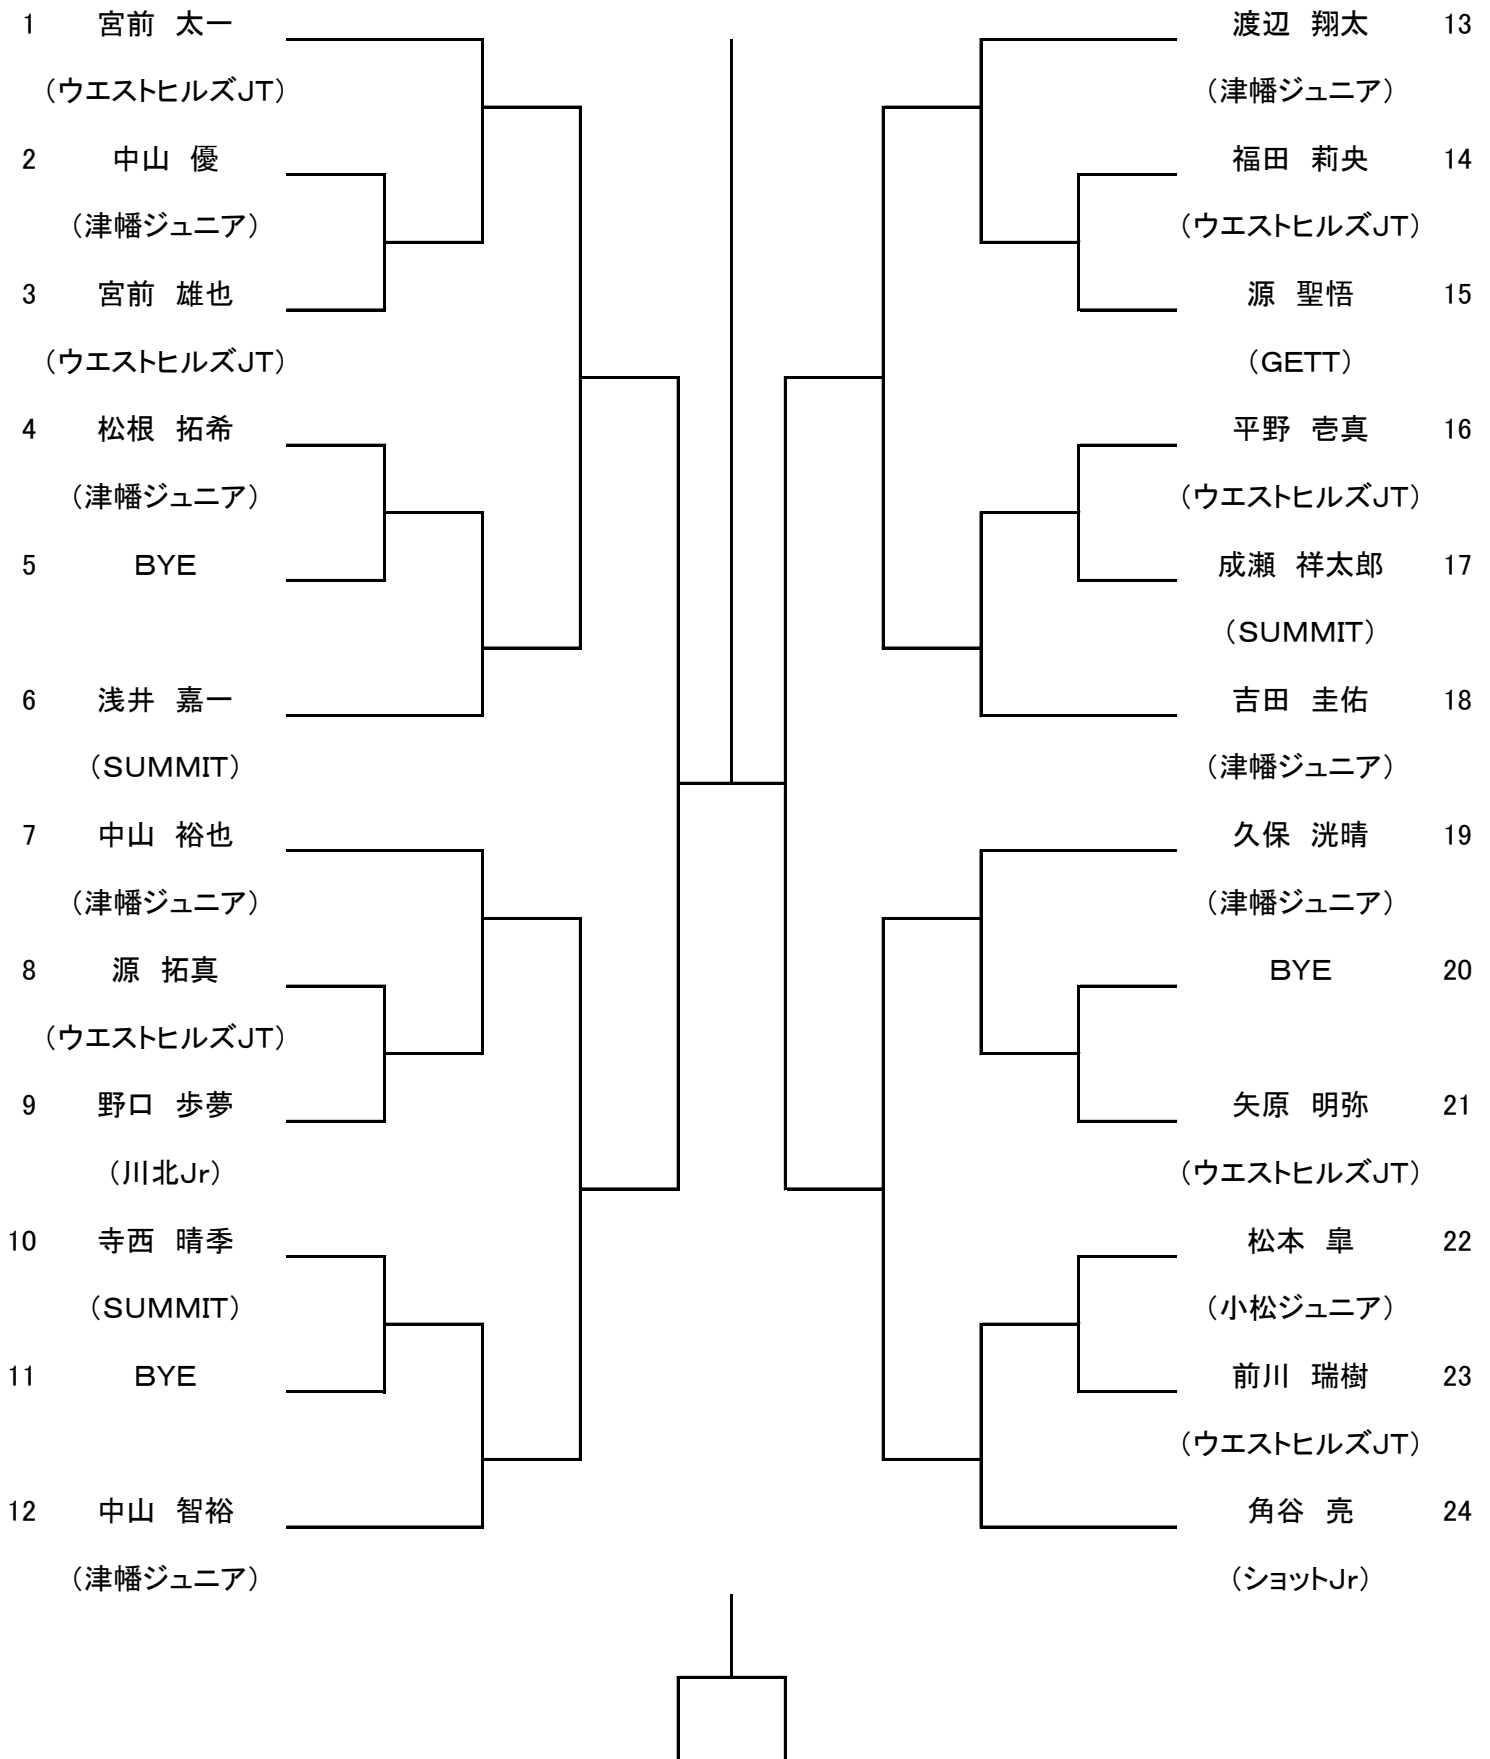 1 宮前 太一
(ウエストヒルズJT)
2 中山 優
(津幡ジュニア)
3 宮前 雄也
(ウエストヒルズJT)
4 松根 拓希
(津幡ジュニア)
5 BYE
6 浅井 嘉一
(SUMMIT)
7 中山 裕也
(津幡ジュニア)
8 源 拓真
(ウエストヒルズJT)
9 野口 歩夢
(川北Jr)
10 寺西 晴季
(SUMMIT)
11 BYE
12 中山 智裕
(津幡ジュニア)
渡辺 翔太 13
(津幡ジュニア)
福田 莉央 14
(ウエストヒルズJT)
源 聖悟 15
(GETT)
平野 壱真 16
(ウエストヒルズJT)
成瀬 祥太郎 17
(SUMMIT)
吉田 圭佑 18
(津幡ジュニア)
久保 洸晴 19
(津幡ジュニア)
BYE 20
矢原 明弥 21
(ウエストヒルズJT)
松本 皐 22
(小松ジュニア)
前川 瑞樹 23
(ウエストヒルズJT)
角谷 亮 24
(ショットJr)